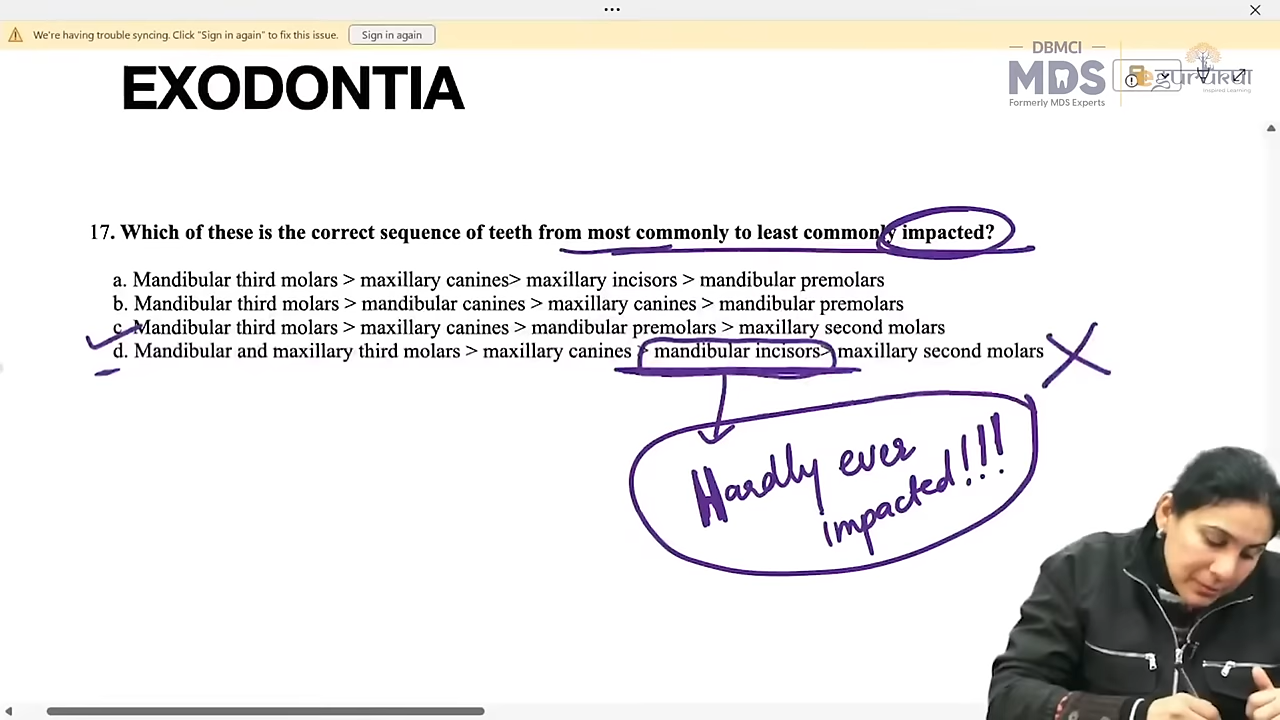 We're having trouble syncing. Click "Sign in again" to fix this issue. Sign in again
DBMCI
MDS
Formerly MDS Experts
eगुरुकुल
Inspired Learning
EXODONTIA
17. Which of these is the correct sequence of teeth from most commonly to least commonly impacted?
a. Mandibular third molars > maxillary canines> maxillary incisors > mandibular premolars
b. Mandibular third molars > mandibular canines > maxillary canines > mandibular premolars
c. Mandibular third molars > maxillary canines > mandibular premolars > maxillary second molars
d. Mandibular and maxillary third molars > maxillary canines > mandibular incisors> maxillary second molars
Hardly ever
impacted!!!